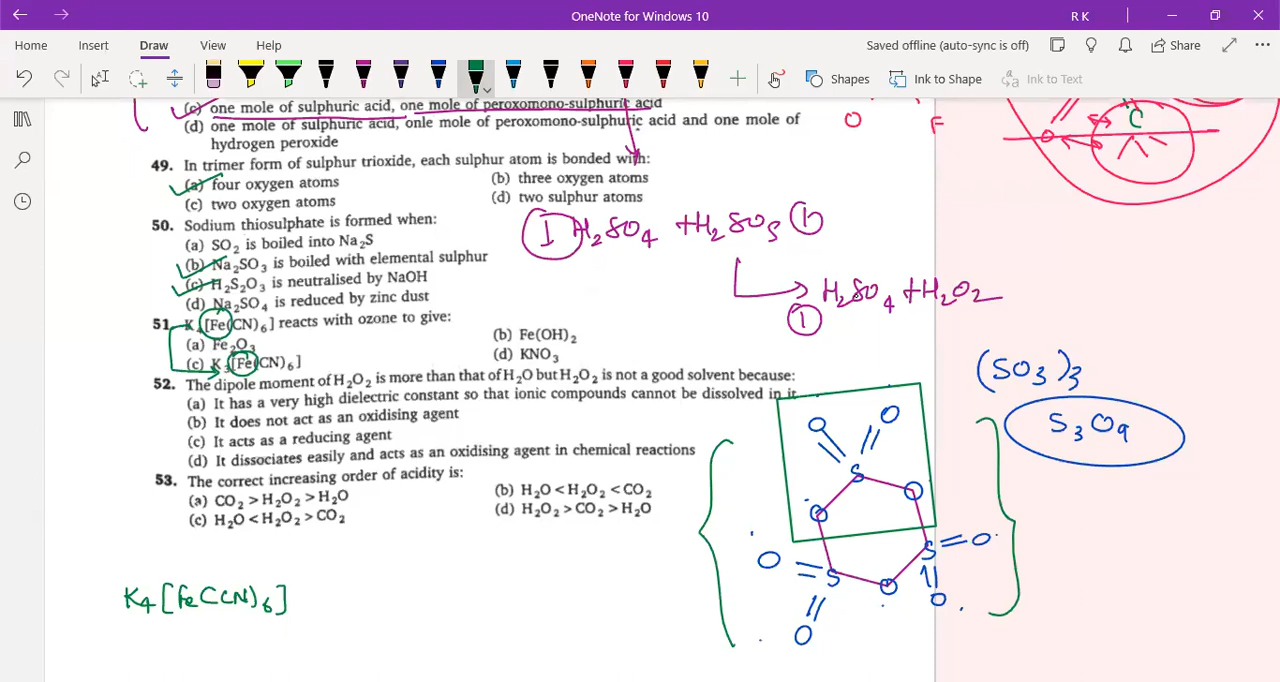 OneNote for Windows 10
R K
Home Insert Draw View Help
Saved offline (auto-sync is off)
Share
Shapes
Ink to Shape
Ink to Text
(c) one mole of sulphuric acid, one mole of peroxomono-sulphuric acid
(d) one mole of sulphuric acid, onle mole of peroxomono-sulphuric acid and one mole of
hydrogen peroxide
49. In trimer form of sulphur trioxide, each sulphur atom is bonded with:
(a) four oxygen atoms (b) three oxygen atoms
(c) two oxygen atoms (d) two sulphur atoms
50. Sodium thiosulphate is formed when:
(a) SO2 is boiled into Na2S
(b) Na2SO3 is boiled with elemental sulphur
(c) H2S2O3 is neutralised by NaOH
(d) Na2SO4 is reduced by zinc dust
51. K4[Fe(CN)6] reacts with ozone to give:
(a) Fe2O3 (b) Fe(OH)2
(c) K3[Fe(CN)6] (d) KNO3
52. The dipole moment of H2O2 is more than that of H2O but H2O2 is not a good solvent because:
(a) It has a very high dielectric constant so that ionic compounds cannot be dissolved in it
(b) It does not act as an oxidising agent
(c) It acts as a reducing agent
(d) It dissociates easily and acts as an oxidising agent in chemical reactions
53. The correct increasing order of acidity is:
(a) CO2 > H2O2 > H2O (b) H2O < H2O2 < CO2
(c) H2O < H2O2 > CO2 (d) H2O2 > CO2 > H2O
1 H2SO4 + H2SO5 1
H2SO4 + H2O2
1
(SO3)3
S3O9
O O
S
O O
O S S O
O
O O
K4[Fe(CN)6]
O F
O C